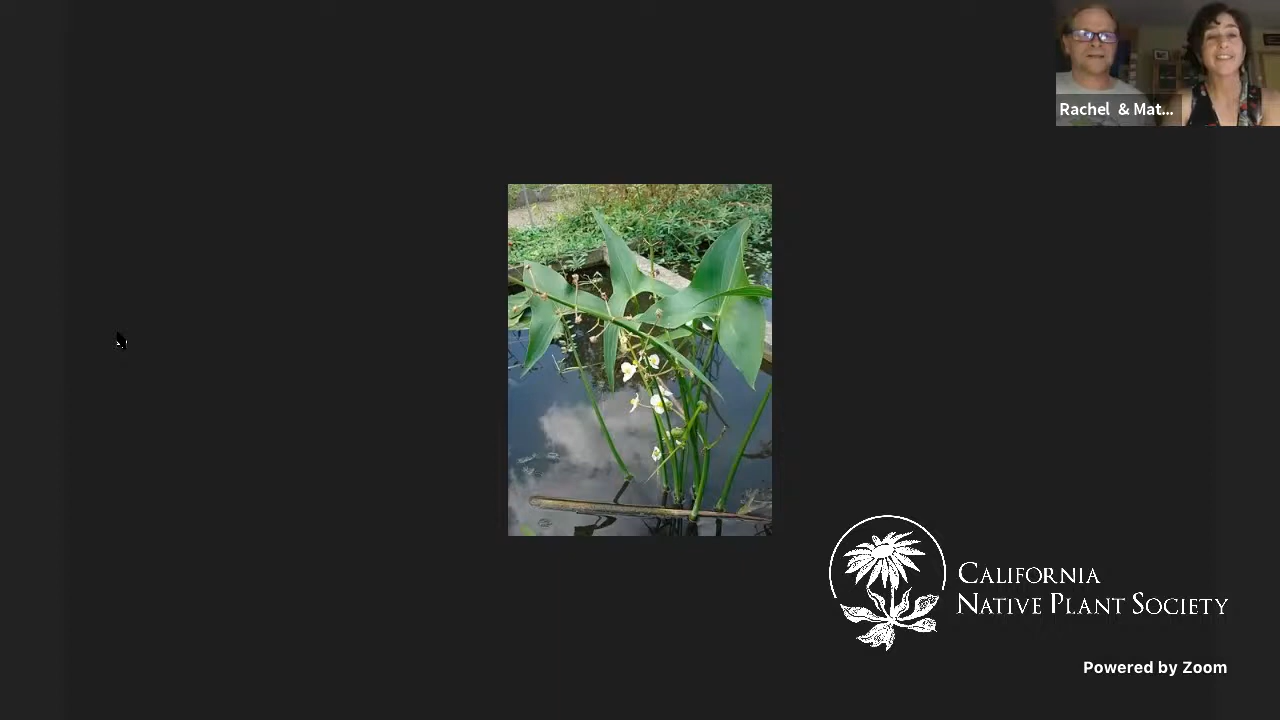 Rachel & Mat...
CALIFORNIA
NATIVE PLANT SOCIETY
Powered by Zoom